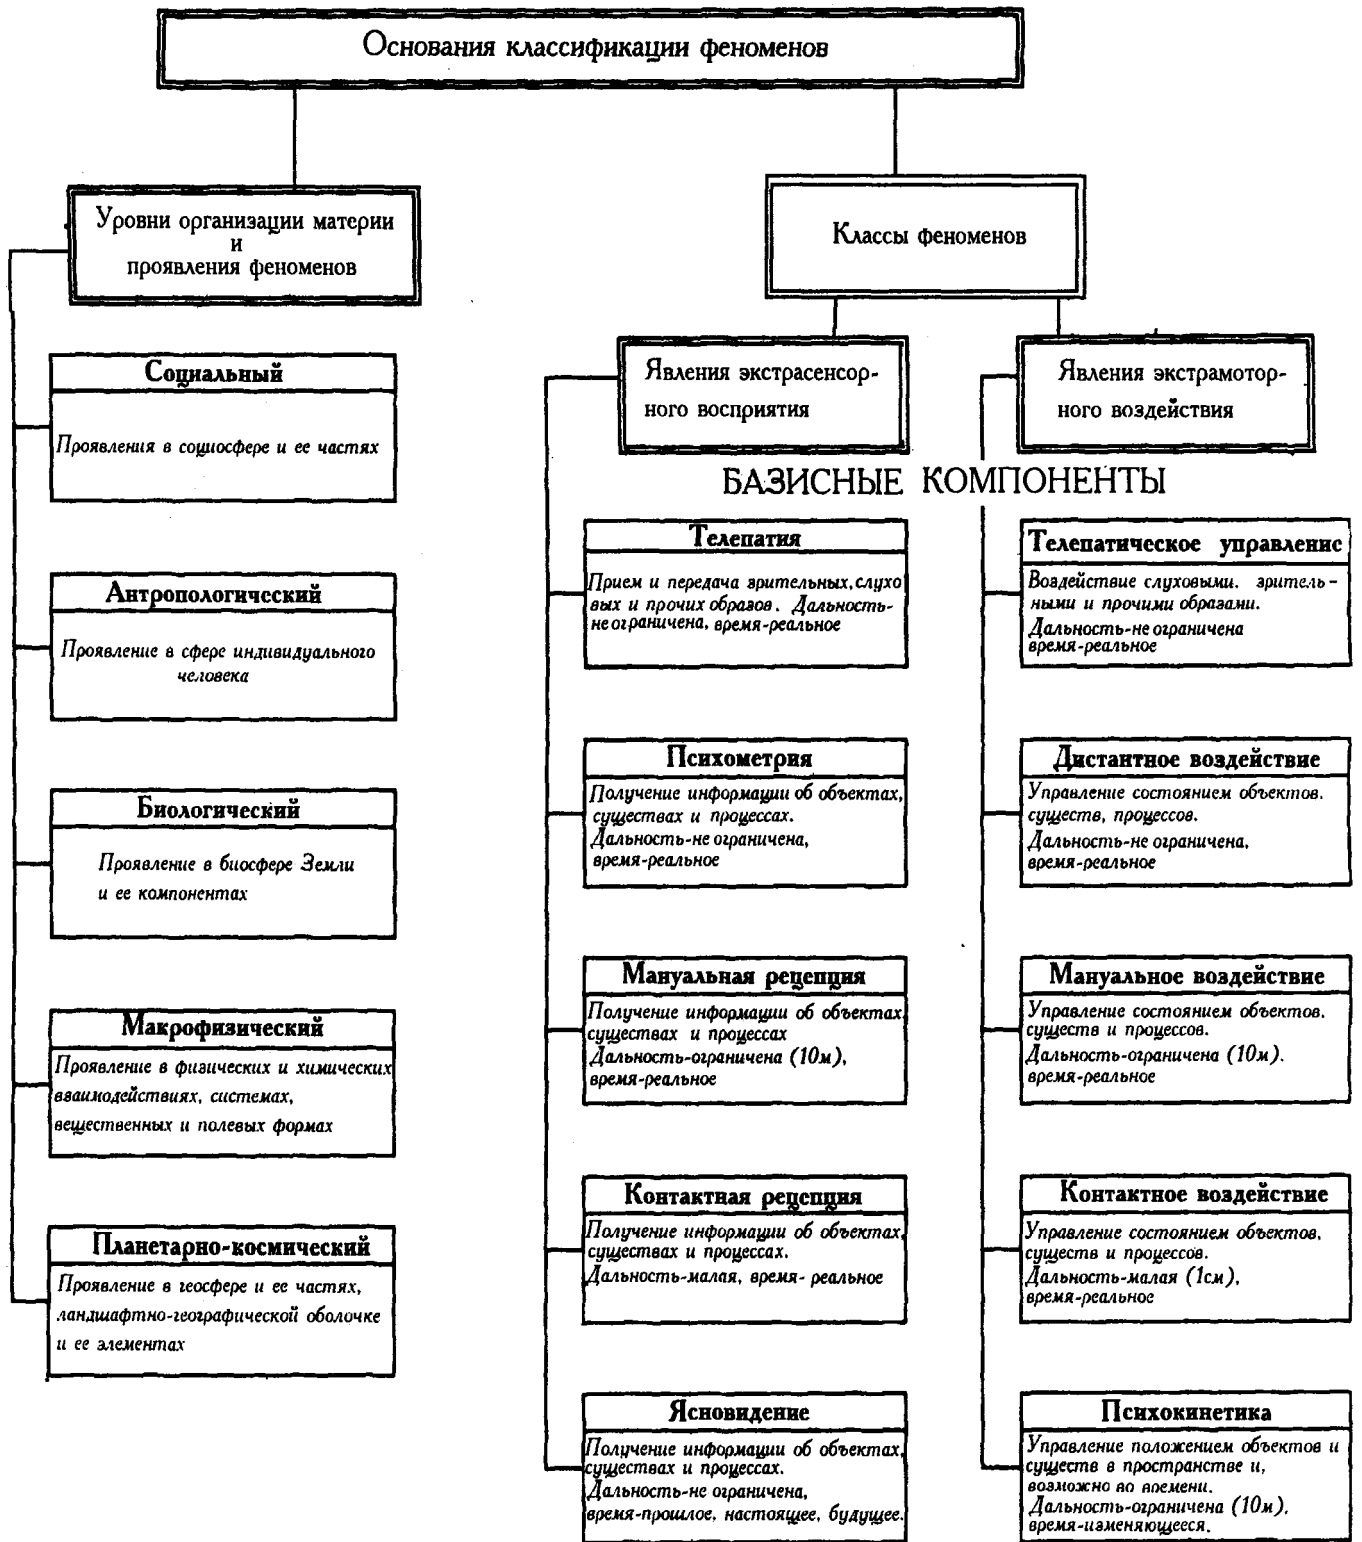 Основания классификации феноменов
Уровни организации материи
и
проявления феноменов
Классы феноменов
Социальный
Проявления в социосфере и ее частях
Антропологический
Проявление в сфере индивидуального
человека
Биологический
Проявление в биосфере Земли
и ее компонентах
Макрофизический
Проявление в физических и химических
взаимодействиях, системах,
вещественных и полевых формах
Планетарно-космический
Проявление в геосфере и ее частях,
ландшафтно-географической оболочке
и ее элементах
Явления экстрасенсор-
ного восприятия
Явления экстрамотор-
ного воздействия
БАЗИСНЫЕ КОМПОНЕНТЫ
Телепатия
Прием и передача зрительных, слухо
вых и прочих образов. Дальность-
не ограничена, время-реальное
Психометрия
Получение информации об объектах,
существах и процессах.
Дальность-не ограничена,
время-реальное
Мануальная рецепция
Получение информации об объектах,
существах и процессах
Дальность-ограничена (10м),
время-реальное
Контактная рецепция
Получение информации об объектах,
существах и процессах.
Дальность-малая, время- реальное
Ясновидение
Получение информации об объектах,
существах и процессах.
Дальность-не ограничена,
время-прошлое, настоящее, будущее.
Телепатическое управленис
Воздействие слуховыми. зритель-
ными и прочими образами.
Дальность-не ограничена
время-реальное
Дистантное воздействие
Управление состоянием объектов.
существ, процессов.
Дальность-не ограничена,
время-реальное
Мануальное воздействие
Управление состоянием объектов.
существ и процессов.
Дальность-ограничена (10м).
время-реальное
Контактное воздействие
Управление состоянием объектов,
существ и процессов.
Дальность-малая (1см),
время-реальное
Психокинетика
Управление положением объектов и
существ в пространстве и,
возможно во времени.
Дальность-ограничена (10м),
время-изменяющееся.